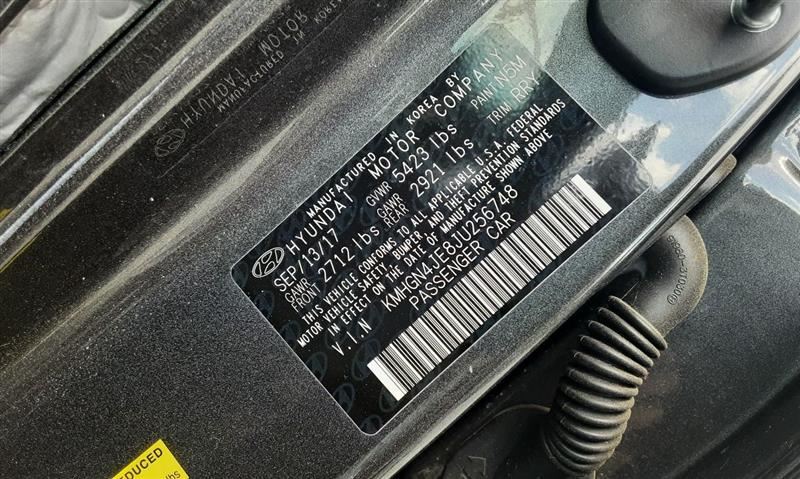 MANUFACTURED IN KOREA BY
HYUNDAI MOTOR COMPANY
SEP/13/17 GVWR 5423 lbs PAINT N5M
GAWR FRONT 2712 lbs GAWR REAR 2921 lbs TRIM RRY
THIS VEHICLE CONFORMS TO ALL APPLICABLE U.S.A. FEDERAL
MOTOR VEHICLE SAFETY, BUMPER AND THEFT PREVENTION STANDARDS
IN EFFECT ON THE DATE OF MANUFACTURE SHOWN ABOVE
V.I.N KMHGN4JE8JU256748
PASSENGER CAR
DUCED
lbs